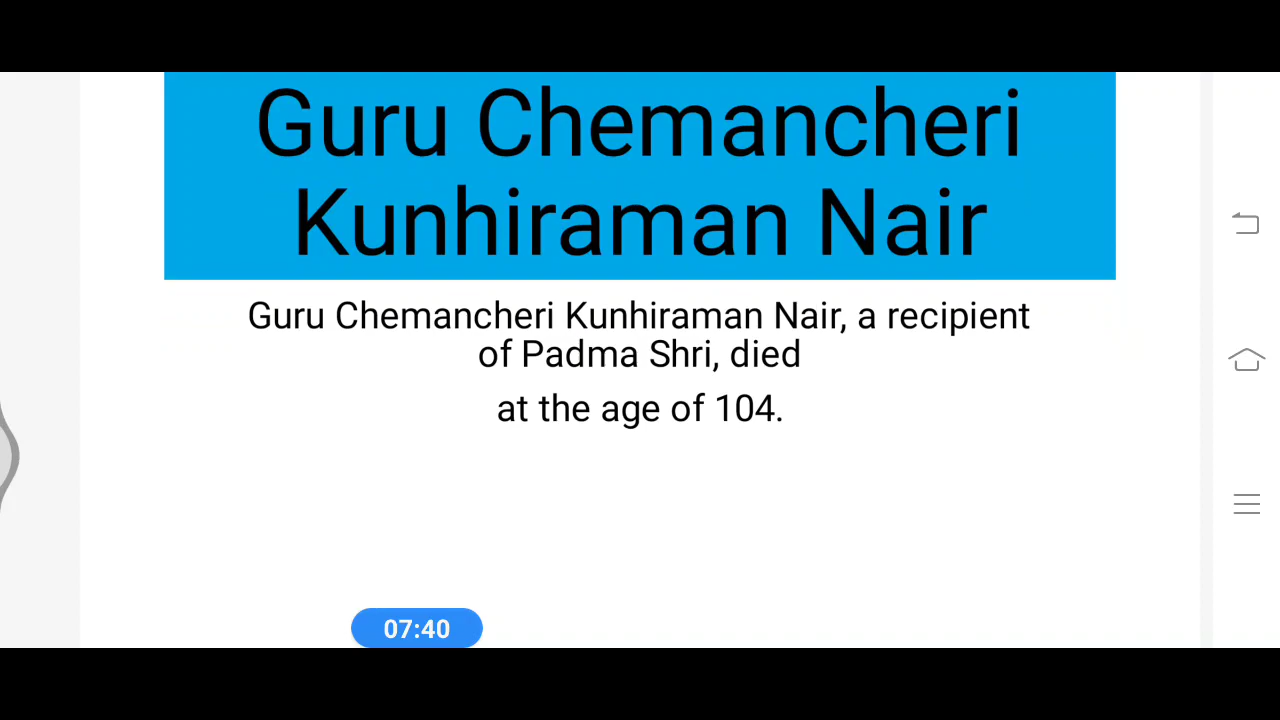 Guru Chemancheri
Kunhiraman Nair
Guru Chemancheri Kunhiraman Nair, a recipient
of Padma Shri, died
at the age of 104.
07:40